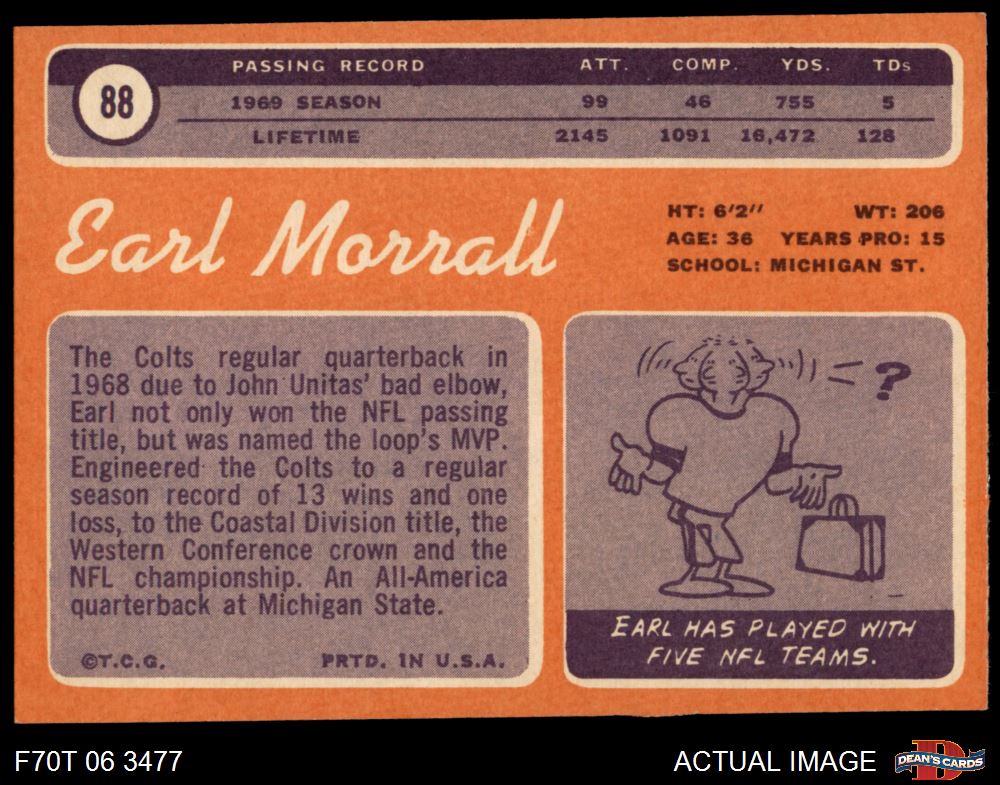 88
PASSING RECORD ATT. COMP. YDS. TDs
1969 SEASON 99 46 755 5
LIFETIME 2145 1091 16,472 128
Earl Morrall
HT: 6'2" WT: 206
AGE: 36 YEARS PRO: 15
SCHOOL: MICHIGAN ST.
The Colts regular quarterback in
1968 due to John Unitas' bad elbow,
Earl not only won the NFL passing
title, but was named the loop's MVP.
Engineered the Colts to a regular
season record of 13 wins and one
loss, to the Coastal Division title, the
Western Conference crown and the
NFL championship. An All-America
quarterback at Michigan State.
©T.C.G. PRTD. IN U.S.A.
?
EARL HAS PLAYED WITH
FIVE NFL TEAMS.
F70T 06 3477
ACTUAL IMAGE
D
DEAN'S CARDS